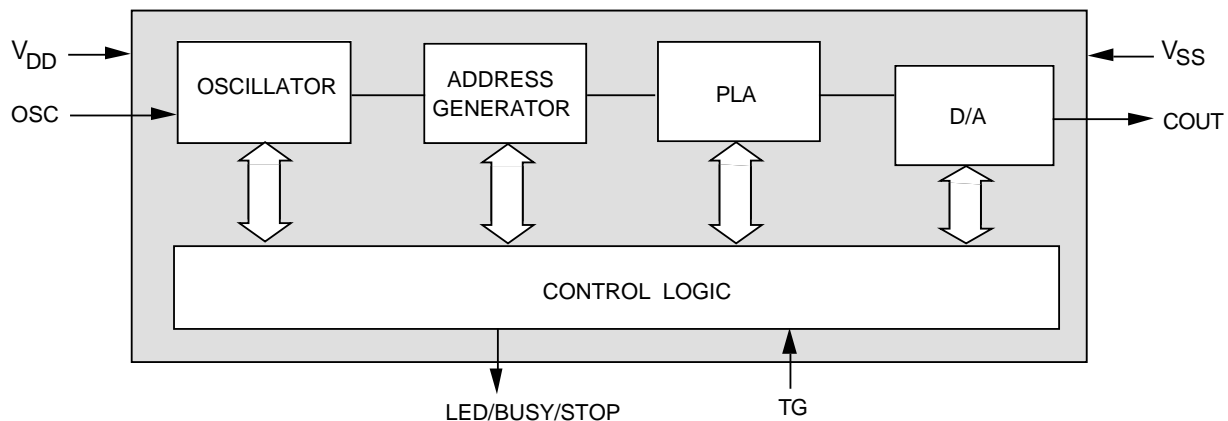 VDD
OSC
OSCILLATOR
ADDRESS
GENERATOR
PLA
D/A
VSS
COUT
CONTROL LOGIC
LED/BUSY/STOP
TG